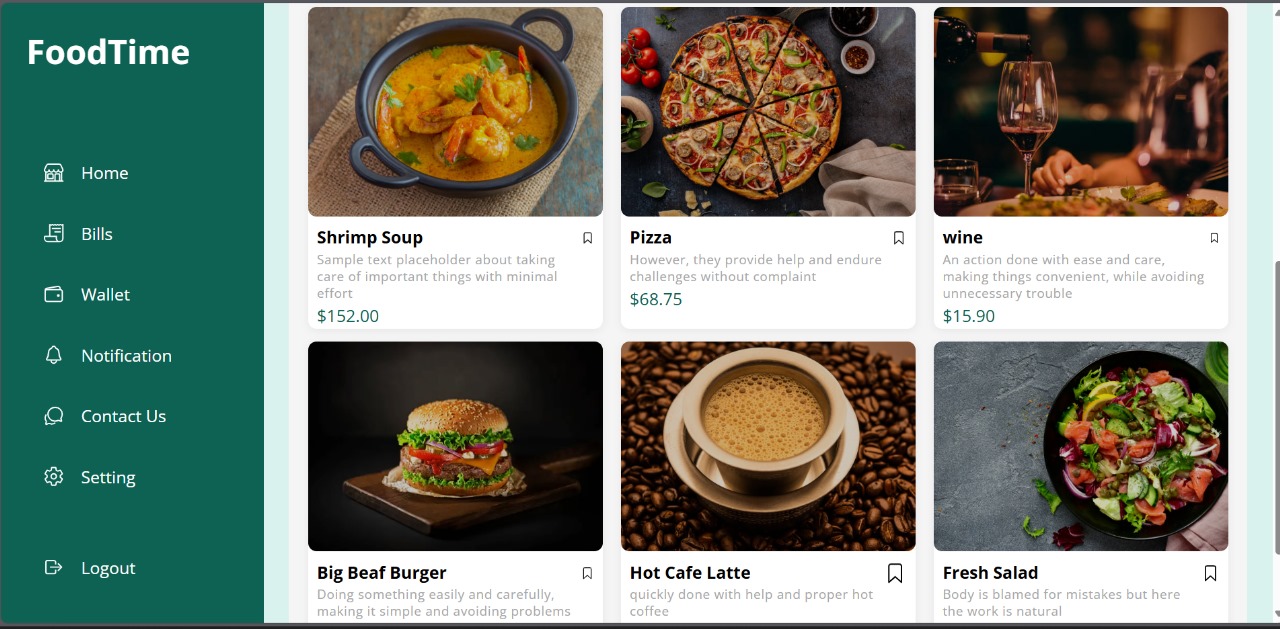 FoodTime
Home
Bills
Wallet
Notification
Contact Us
Setting
Logout
Shrimp Soup
Sample text placeholder about taking
care of important things with minimal
effort
$152.00
Pizza
However, they provide help and endure
challenges without complaint
$68.75
wine
An action done with ease and care,
making things convenient, while avoiding
unnecessary trouble
$15.90
Big Beaf Burger
Doing something easily and carefully,
making it simple and avoiding problems
Hot Cafe Latte
quickly done with help and proper hot
coffee
Fresh Salad
Body is blamed for mistakes but here
the work is natural